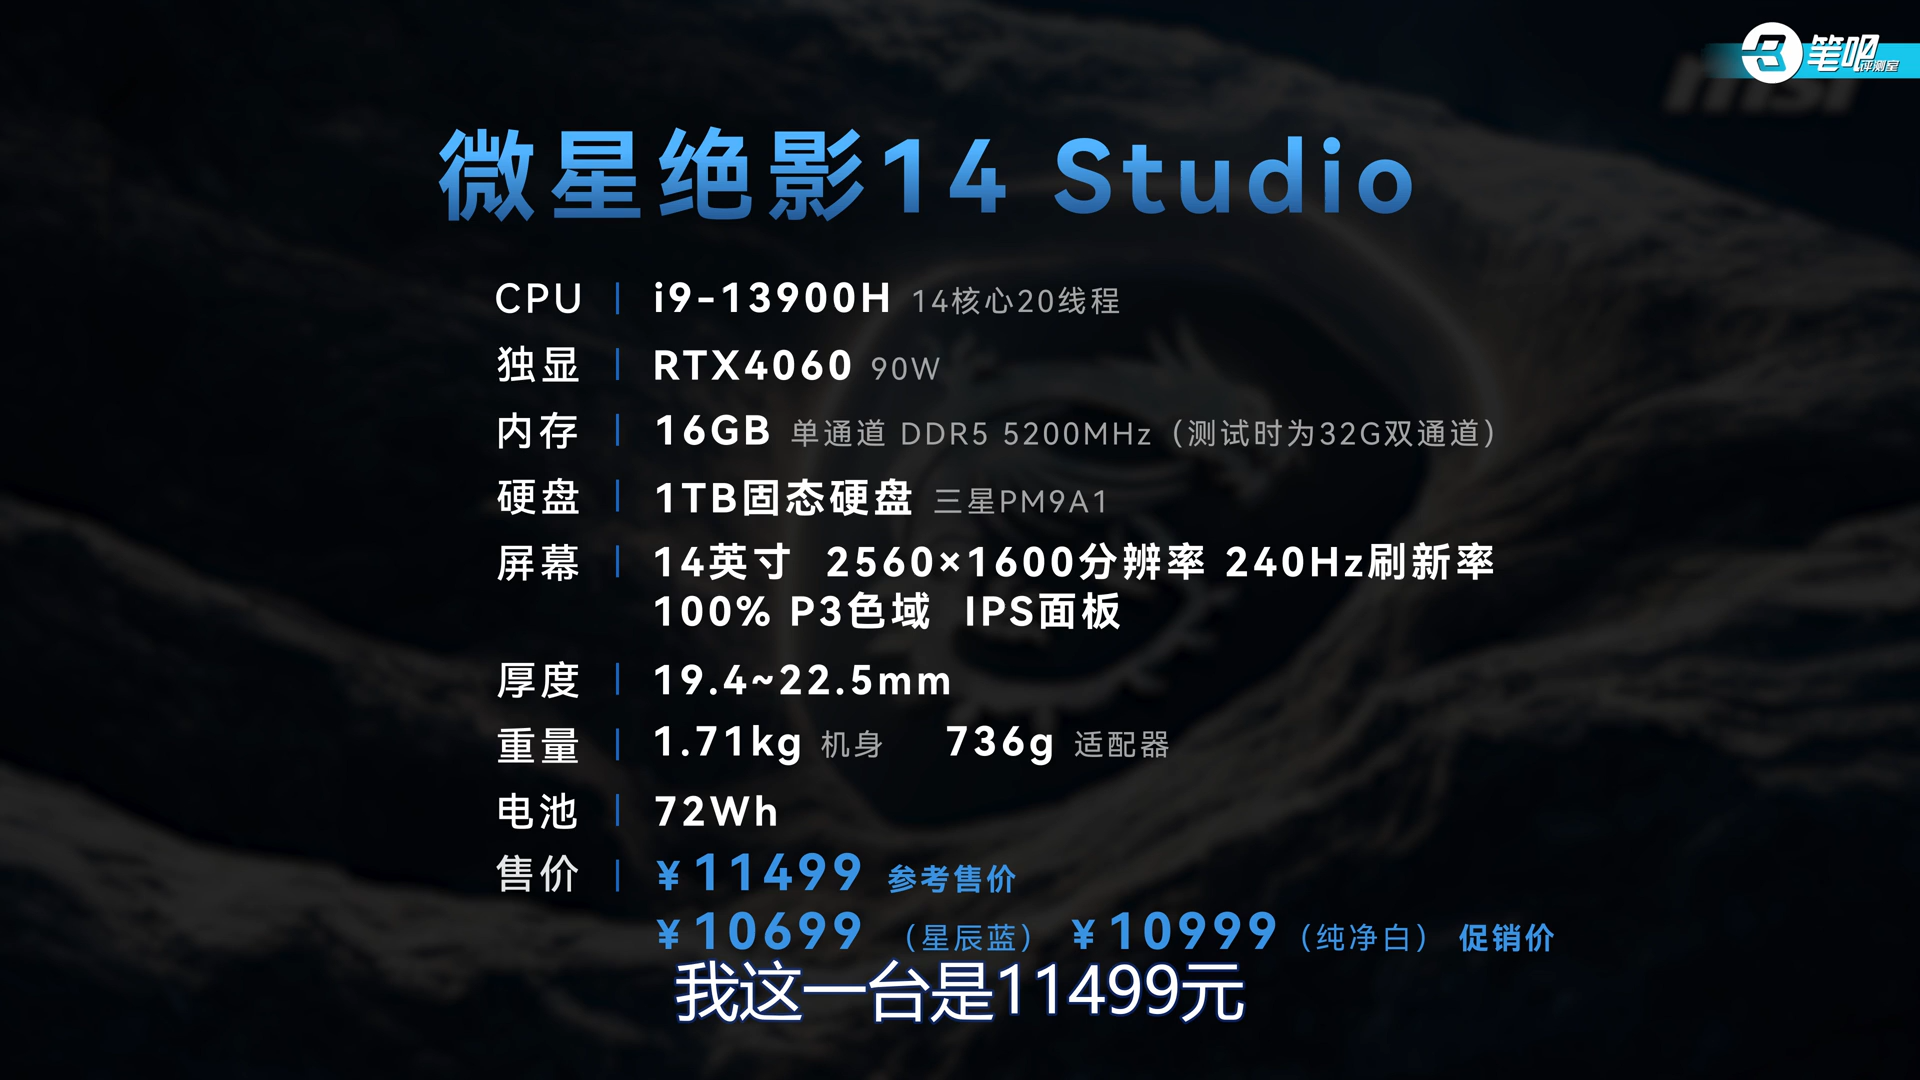 笔吧评测室
msi
微星绝影14 Studio
CPU | i9-13900H 14核心20线程
独显 | RTX4060 90W
内存 | 16GB 单通道 DDR5 5200MHz（测试时为32G双通道）
硬盘 | 1TB固态硬盘 三星PM9A1
屏幕 | 14英寸 2560×1600分辨率 240Hz刷新率
100% P3色域 IPS面板
厚度 | 19.4~22.5mm
重量 | 1.71kg 机身 736g 适配器
电池 | 72Wh
售价 | ¥11499 参考售价
¥10699（星辰蓝） ¥10999（纯净白） 促销价
我这一台是11499元